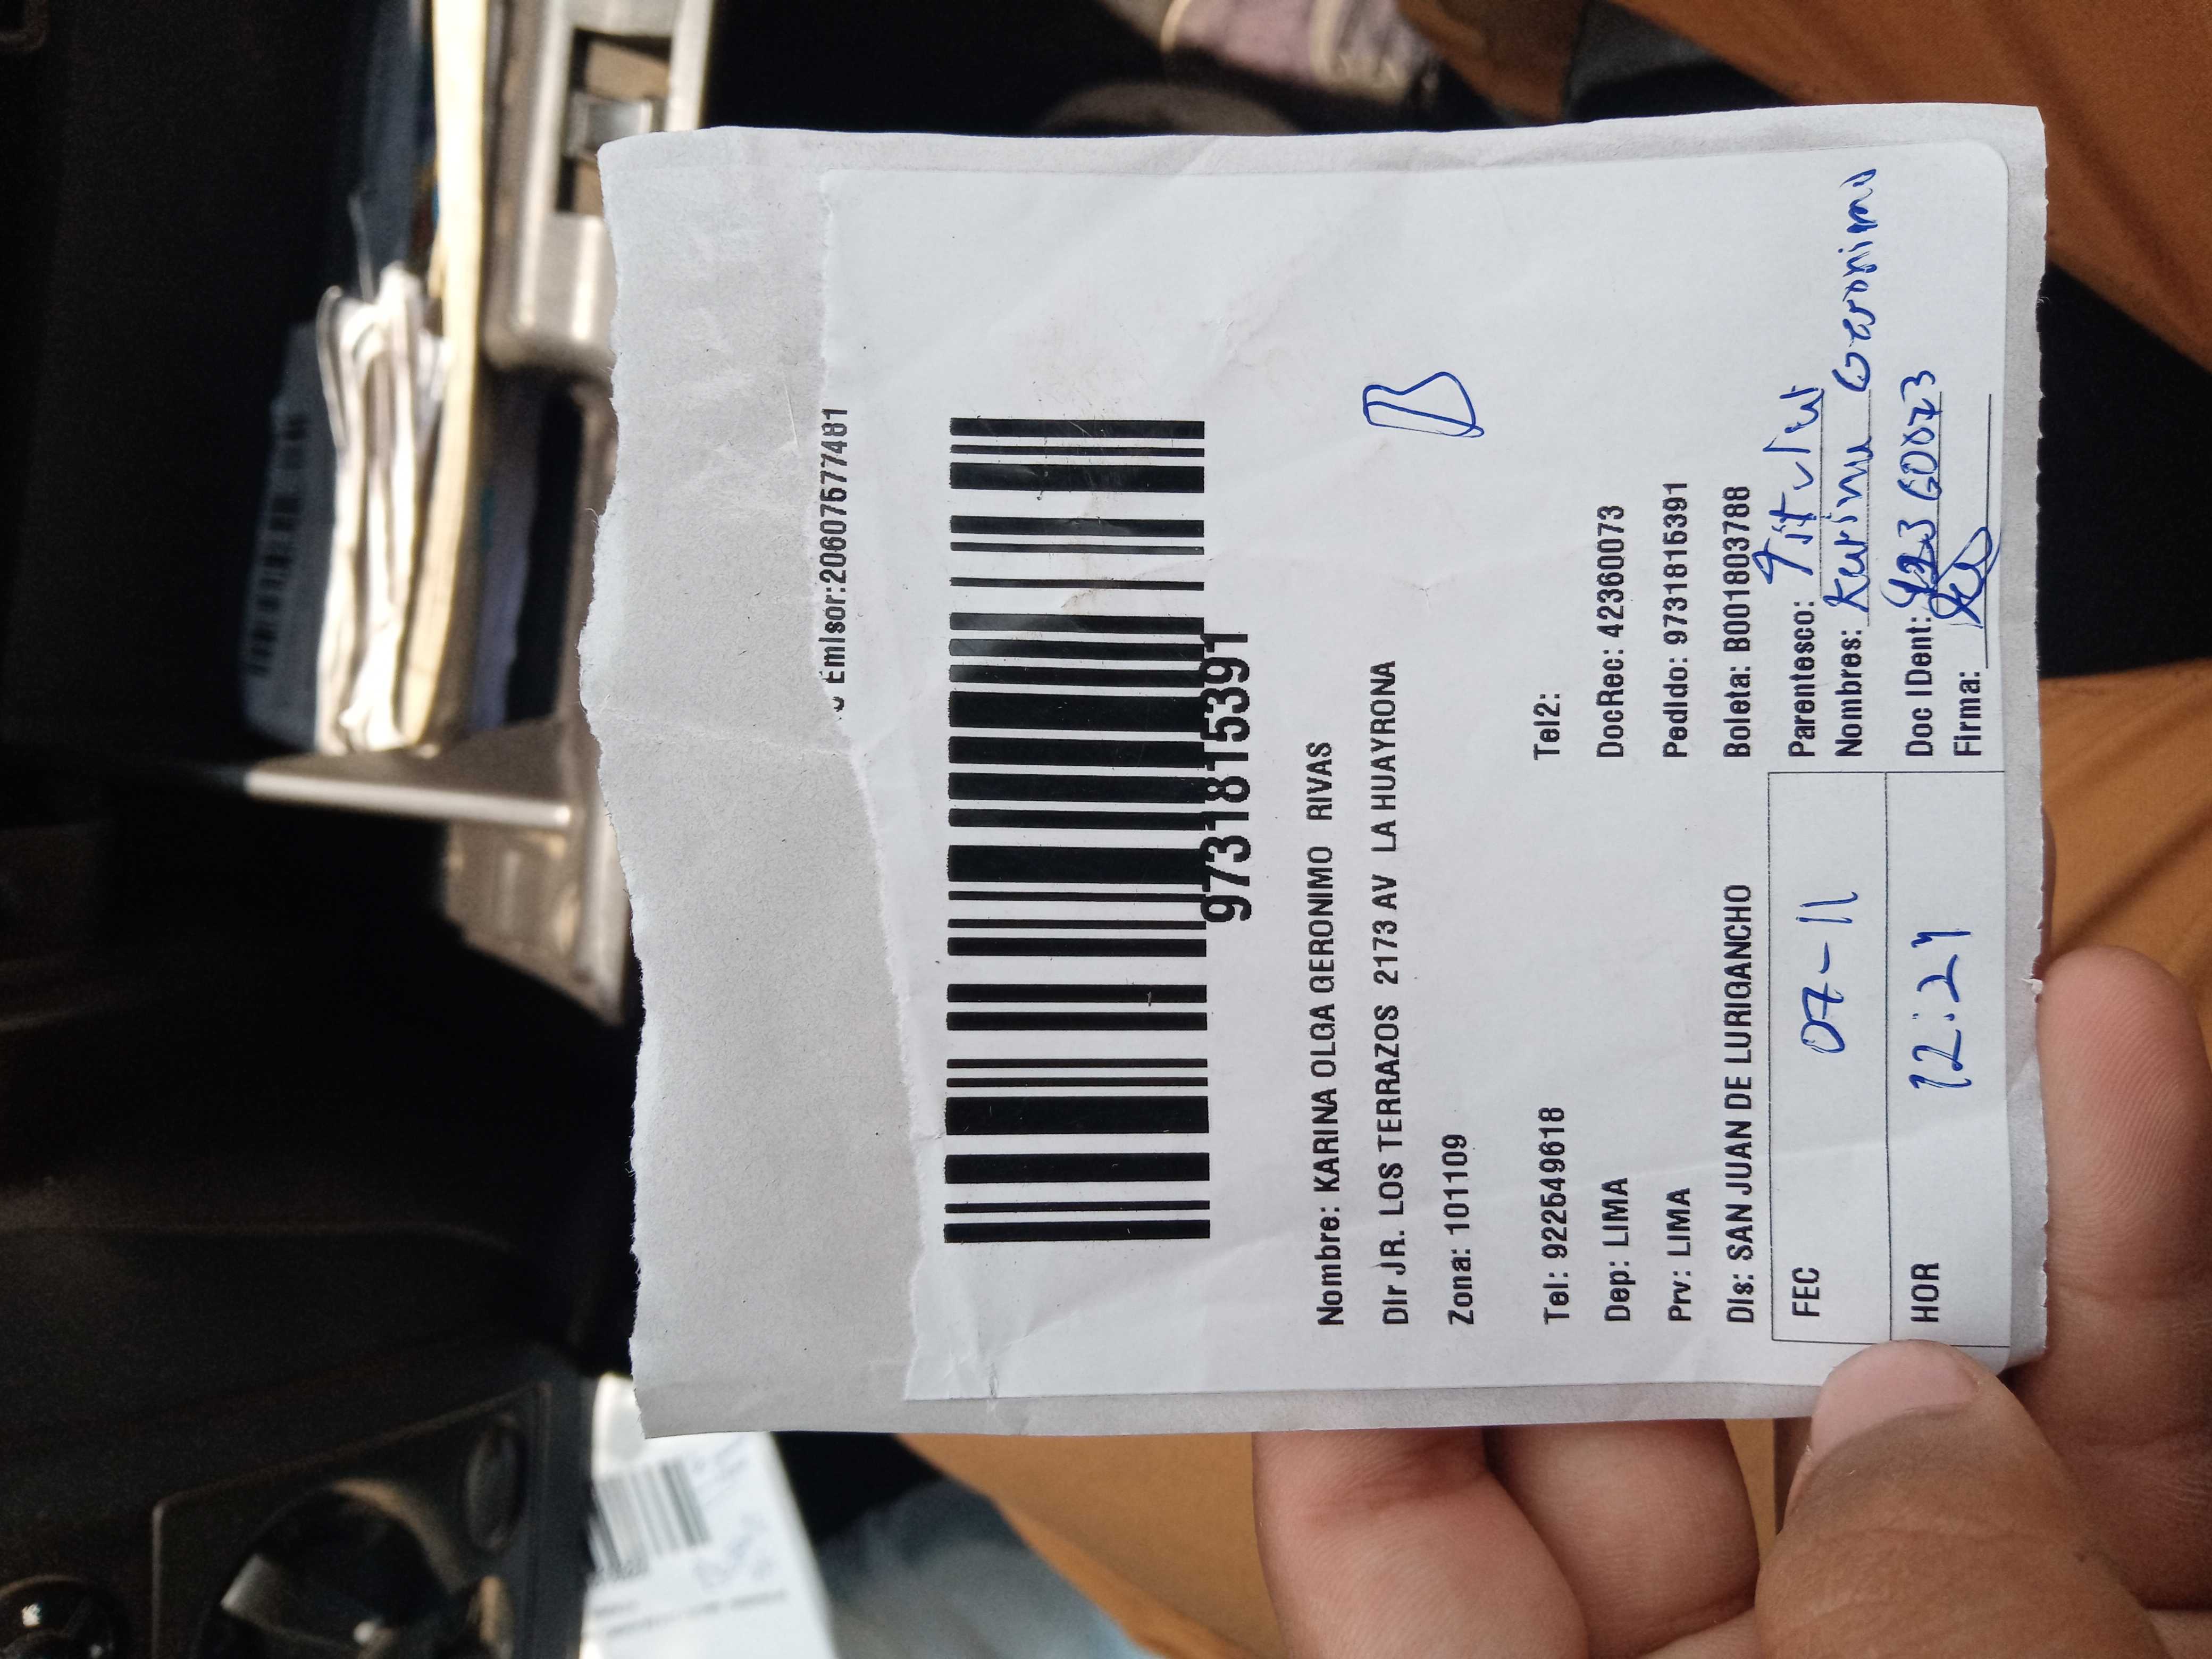 Emisor:20607577481
9731815391
Nombre: KARINA OLGA GERONIMO RIVAS
Dir JR. LOS TERRAZOS 2173 AV LA HUAYRONA
Zona: 101109
Tel: 922549618 Tel2:
Dep: LIMA DocRec: 42360073
Prv: LIMA Pedido: 9731815391
Dis: SAN JUAN DE LURIGANCHO Boleta: B001803788
FEC 07-11 Parentesco: Titular
Nombres: Karina Geronimo
HOR 12:24 Doc IDent: 42360073
Firma: